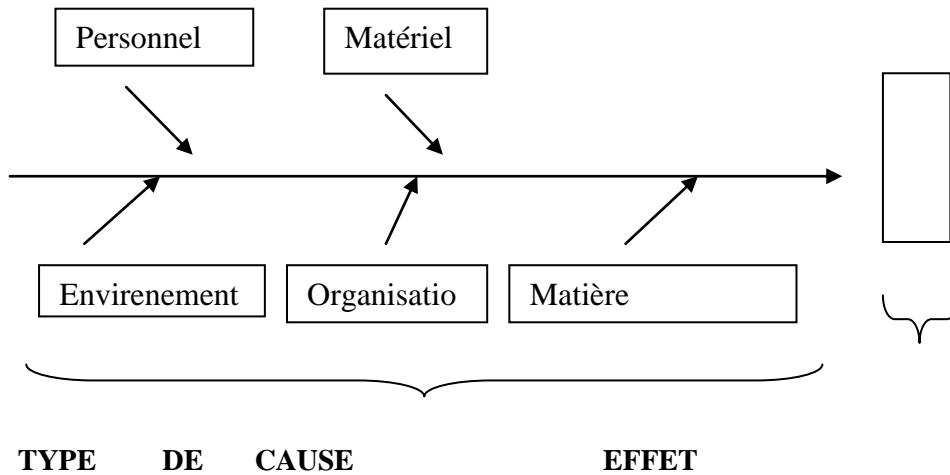 Personnel Matériel
Envirenement Organisatio Matière
TYPE DE CAUSE EFFET